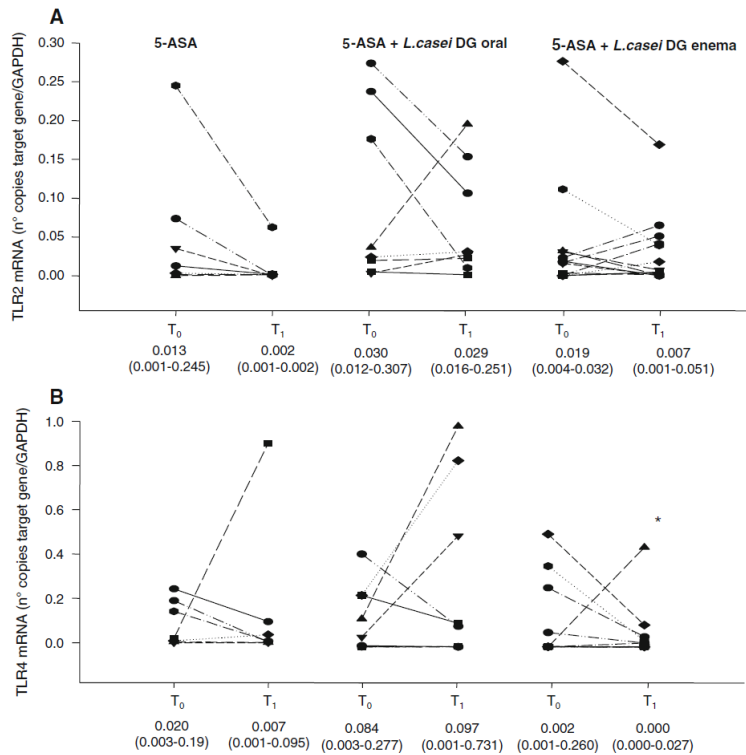 A
5-ASA
5-ASA + L.casei DG oral
5-ASA + L.casei DG enema
TLR2 mRNA (n° copies target gene/GAPDH)
0.30
0.25
0.20
0.15
0.10
0.05
0.00
T0 T1 T0 T1 T0 T1
0.013 0.002 0.030 0.029 0.019 0.007
(0.001-0.245) (0.001-0.002) (0.012-0.307) (0.016-0.251) (0.004-0.032) (0.001-0.051)
B
TLR4 mRNA (n° copies target gene/GAPDH)
1.0
0.8
0.6
0.4
0.2
0.0
*
T0 T1 T0 T1 T0 T1
0.020 0.007 0.084 0.097 0.002 0.000
(0.003-0.19) (0.001-0.095) (0.003-0.277) (0.001-0.731) (0.001-0.260) (0.000-0.027)